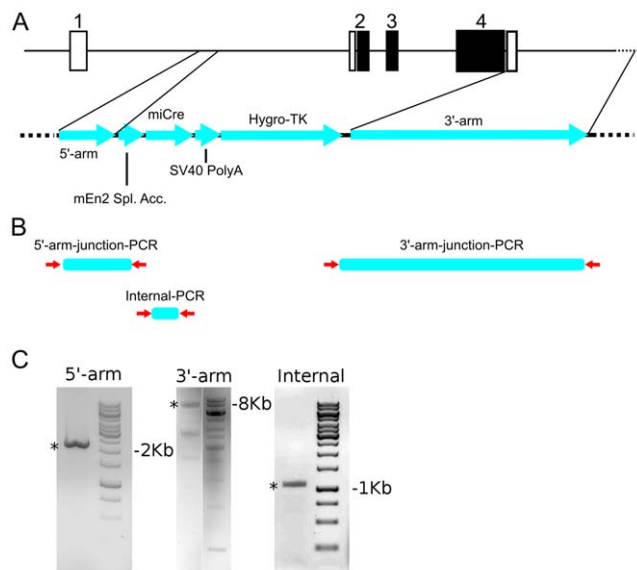 A
1
2
3
4
miCre
Hygro-TK
3'-arm
5'-arm
SV40 PolyA
mEn2 Spl. Acc.
B
5'-arm-junction-PCR
3'-arm-junction-PCR
Internal-PCR
C
5'-arm
3'-arm
Internal
*
-2Kb
*
-8Kb
*
-1Kb